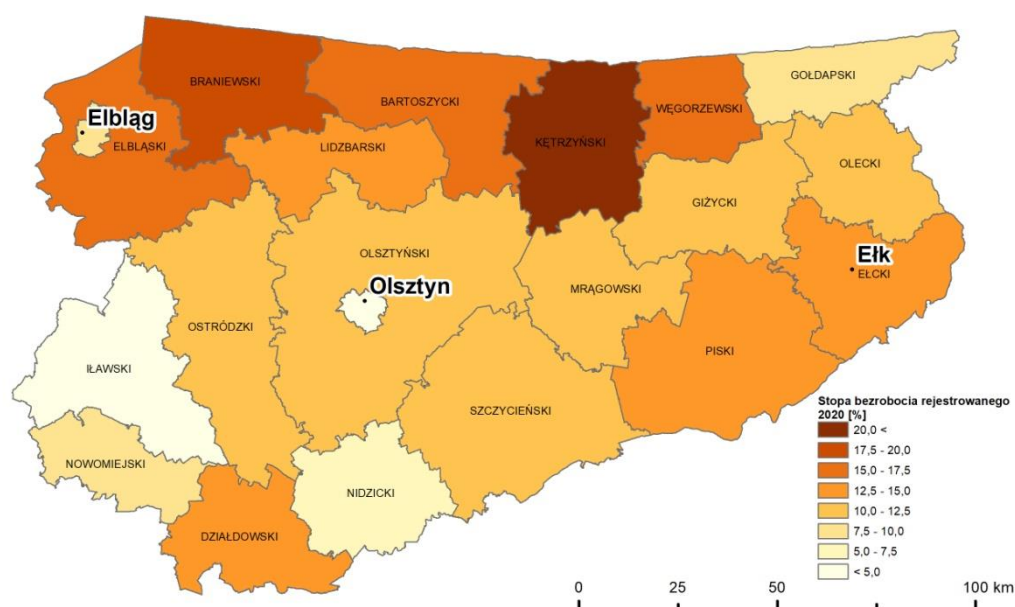 BRANIEWSKI
GOŁDAPSKI
BARTOSZYCKI
WĘGORZEWSKI
Elbląg
ELBLĄSKI
LIDZBARSKI
KĘTRZYŃSKI
OLECKI
GIŻYCKI
OLSZTYŃSKI
Ełk
EŁCKI
Olsztyn
MRĄGOWSKI
OSTRÓDZKI
PISKI
IŁAWSKI
SZCZYCIEŃSKI
NOWOMIEJSKI
NIDZICKI
DZIAŁDOWSKI
Stopa bezrobocia rejestrowanego
2020 [%]
20,0 <
17,5 - 20,0
15,0 - 17,5
12,5 - 15,0
10,0 - 12,5
7,5 - 10,0
5,0 - 7,5
< 5,0
0 25 50 100 km